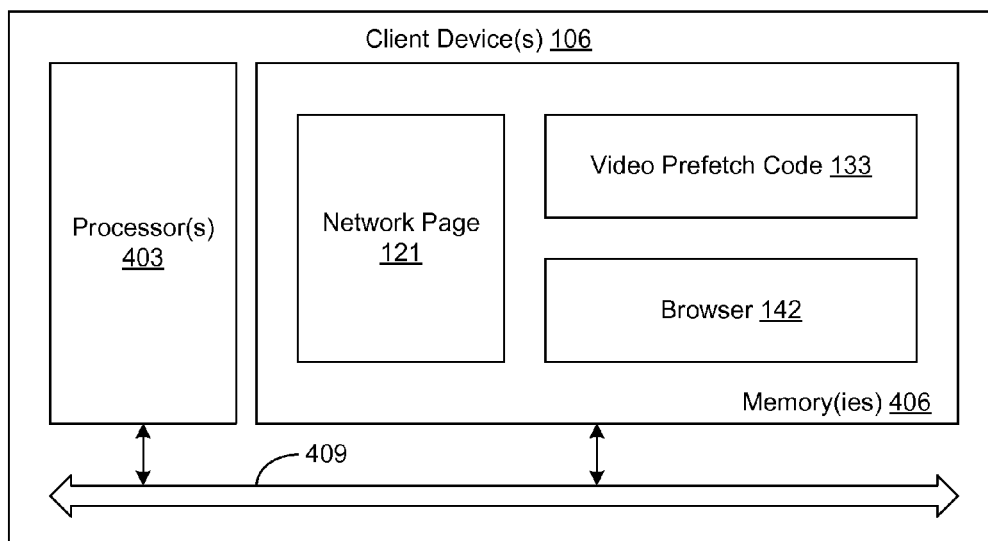 Client Device(s) 106
Processor(s)
403
Network Page
121
Video Prefetch Code 133
Browser 142
Memory(ies) 406
409